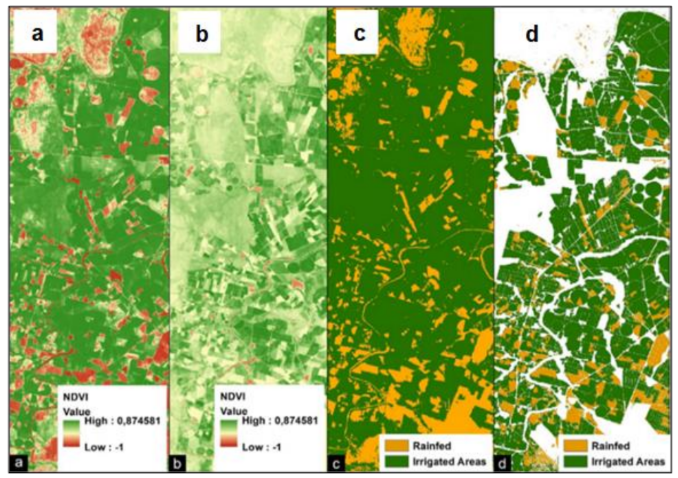 a
b
c
d
NDVI
Value
High : 0,874581
Low : -1
NDVI
Value
High : 0,874581
Low : -1
Rainfed
Irrigated Areas
Rainfed
Irrigated Areas
a
b
c
d